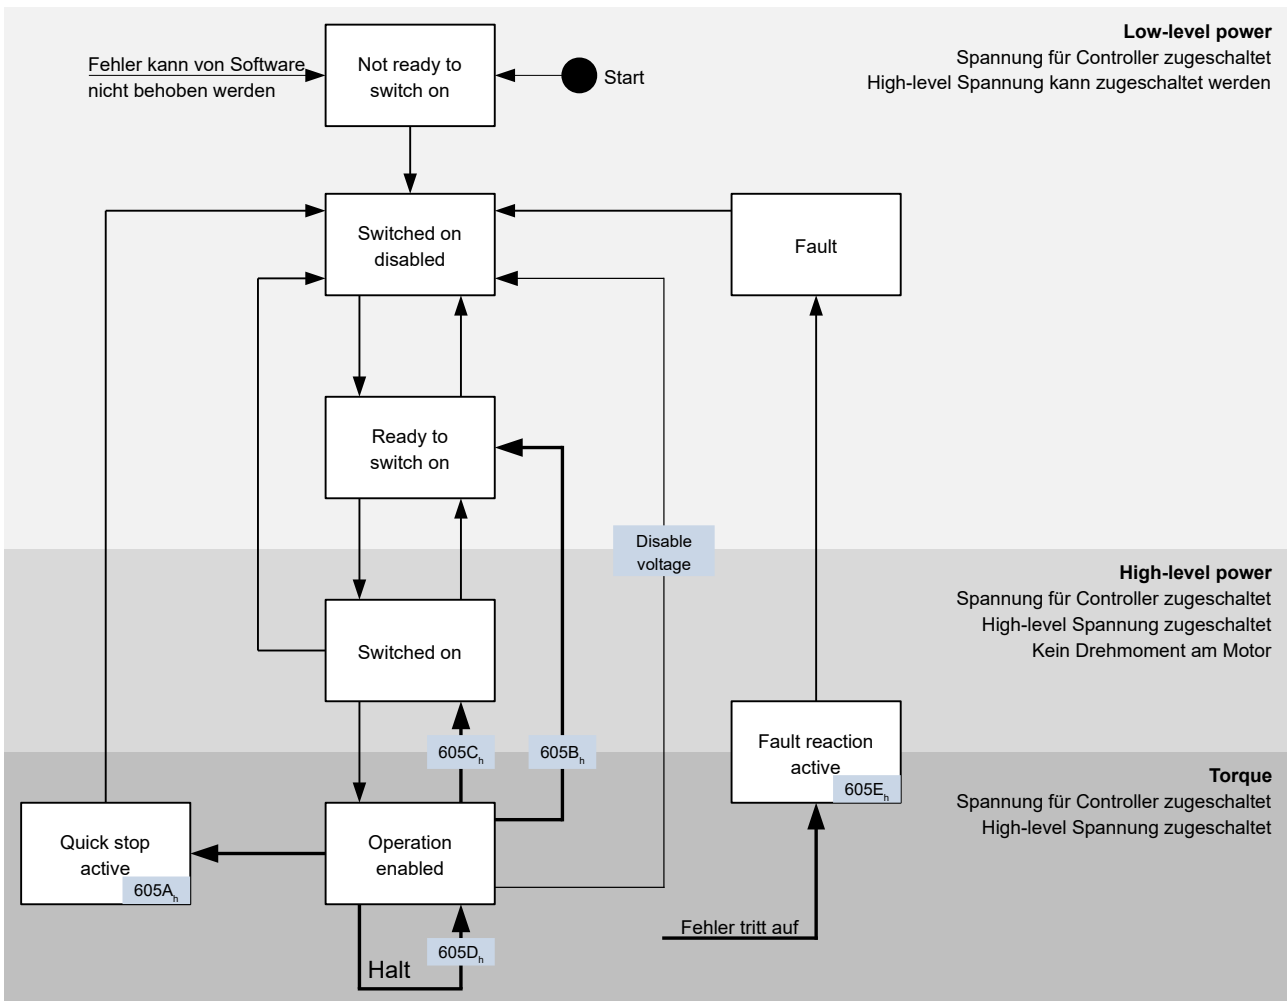 Low-level power
Spannung für Controller zugeschaltet
High-level Spannung kann zugeschaltet werden
Fehler kann von Software
nicht behoben werden
Not ready to
switch on
Start
Switched on
disabled
Fault
Ready to
switch on
Disable
voltage
High-level power
Spannung für Controller zugeschaltet
High-level Spannung zugeschaltet
Kein Drehmoment am Motor
Switched on
605Ch
605Bh
Fault reaction
active
605Eh
Torque
Spannung für Controller zugeschaltet
High-level Spannung zugeschaltet
Quick stop
active
605Ah
Operation
enabled
Fehler tritt auf
605Dh
Halt